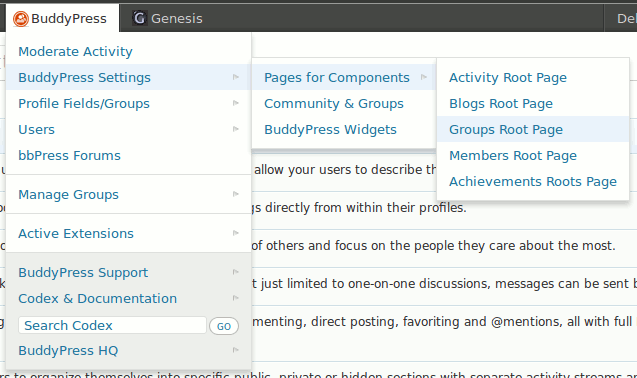 BuddyPress
Genesis
Moderate Activity
BuddyPress Settings
Profile Fields/Groups
Users
bbPress Forums
Manage Groups
Active Extensions
BuddyPress Support
Codex & Documentation
Search Codex
GO
BuddyPress HQ
Pages for Components
Community & Groups
BuddyPress Widgets
Activity Root Page
Blogs Root Page
Groups Root Page
Members Root Page
Achievements Roots Page
allow your users to describe
directly from within their profiles.
of others and focus on the people they care about the most.
just limited to one-on-one discussions, messages can be sent
direct posting, favoriting and @mentions, all with full
to organize themselves into specific public, private or hidden sections with separate activity streams